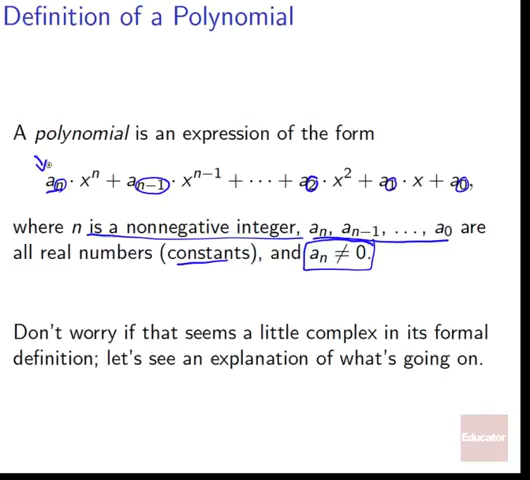 Definition of a Polynomial
A polynomial is an expression of the form
aₙ · xⁿ + aₙ₋₁ · xⁿ⁻¹ + · · · + a₂ · x² + a₁ · x + a₀,
where n is a nonnegative integer, aₙ, aₙ₋₁, . . . , a₀ are
all real numbers (constants), and aₙ ≠ 0.
Don't worry if that seems a little complex in its formal
definition; let's see an explanation of what's going on.
Educator